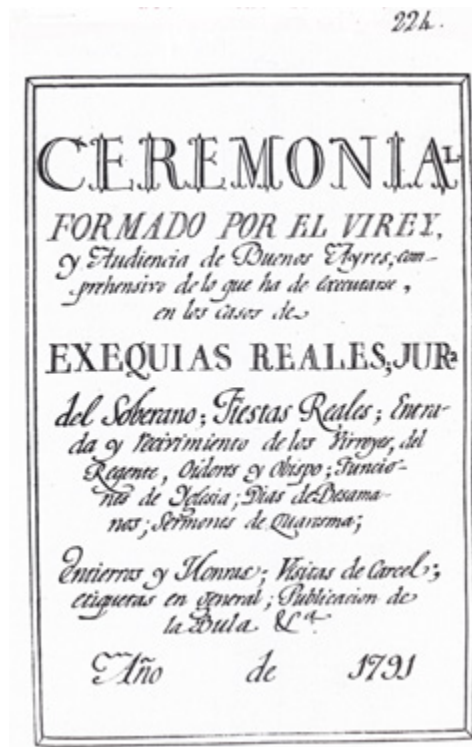 224.
CEREMONIAL
FORMADO POR EL VIREY,
y Audiencia de Buenos Ayres, com-
prehensivo de lo que ha de executarse,
en los casos de
EXEQUIAS REALES; JURª
del Soberano; Fiestas Reales; Entra-
da y recivimiento de los Virreyes, del
Regente, Oidores y Obispo; Funcio-
nes de Yglesia; Dias de Besama-
nos; Sermones de Quaresma;
Entierros y Honras; Visitas de Carcel;
etiquetas en general; Publicacion de
la Bula &cª.
Año de 1791